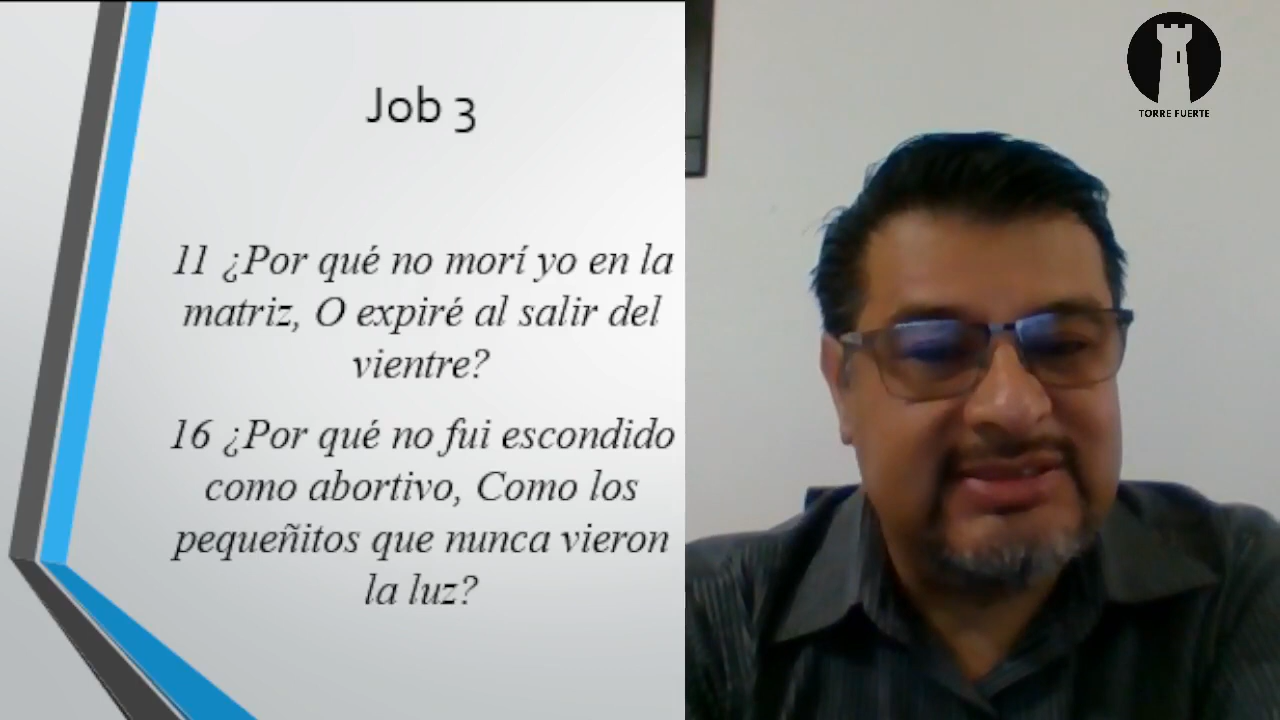 Job 3
11 ¿Por qué no morí yo en la
matriz, O expiré al salir del
vientre?
16 ¿Por qué no fui escondido
como abortivo, Como los
pequeñitos que nunca vieron
la luz?
TORRE FUERTE